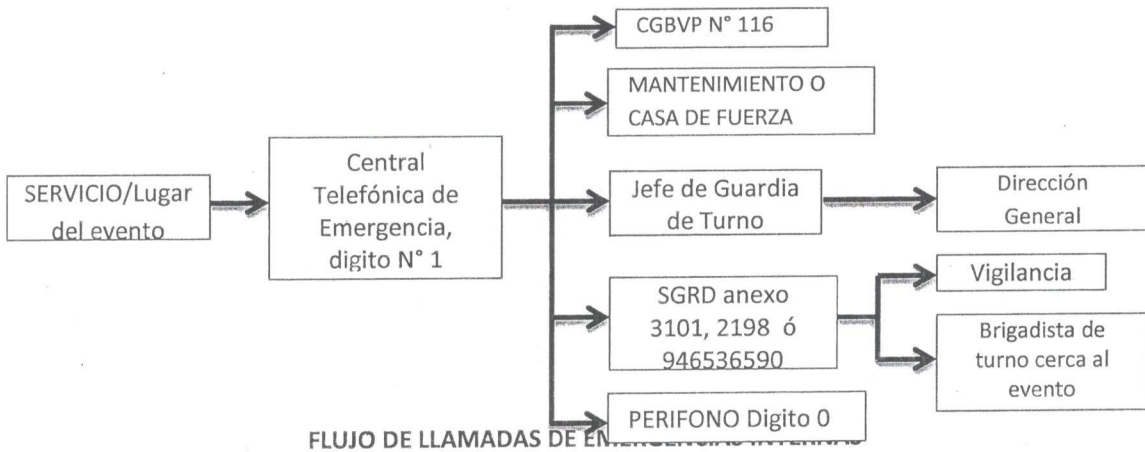 CGBVP N° 116
MANTENIMIENTO O
CASA DE FUERZA
SERVICIO/Lugar
del evento
Central
Telefónica de
Emergencia,
digito N° 1
Jefe de Guardia
de Turno
Dirección
General
SGRD anexo
3101, 2198 ó
946536590
Vigilancia
Brigadista de
turno cerca al
evento
PERIFONO Digito 0
FLUJO DE LLAMADAS DE EMERGENCIAS INTERNAS